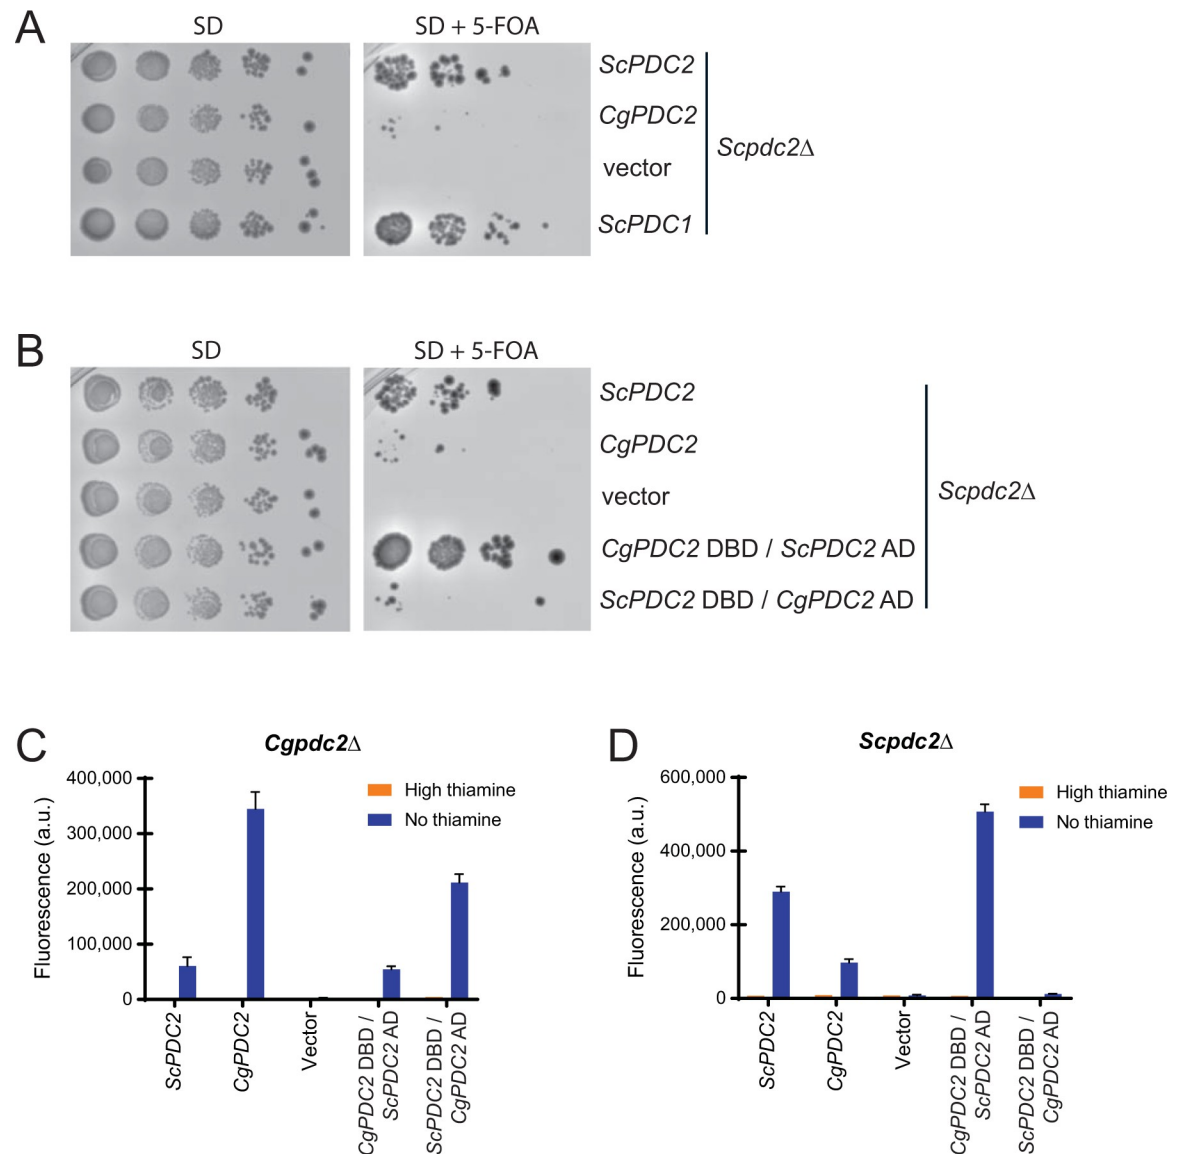 A
SD
SD + 5-FOA
ScPDC2
CgPDC2
vector
ScPDC1
Scpdc2Δ
B
SD
SD + 5-FOA
ScPDC2
CgPDC2
vector
CgPDC2 DBD / ScPDC2 AD
ScPDC2 DBD / CgPDC2 AD
Scpdc2Δ
C
Cgpdc2Δ
400,000
300,000
200,000
100,000
0
Fluorescence (a.u.)
High thiamine
No thiamine
ScPDC2
CgPDC2
Vector
CgPDC2 DBD /
ScPDC2 AD
ScPDC2 DBD /
CgPDC2 AD
D
Scpdc2Δ
600,000
400,000
200,000
0
Fluorescence (a.u.)
High thiamine
No thiamine
ScPDC2
CgPDC2
Vector
CgPDC2 DBD /
ScPDC2 AD
ScPDC2 DBD /
CgPDC2 AD